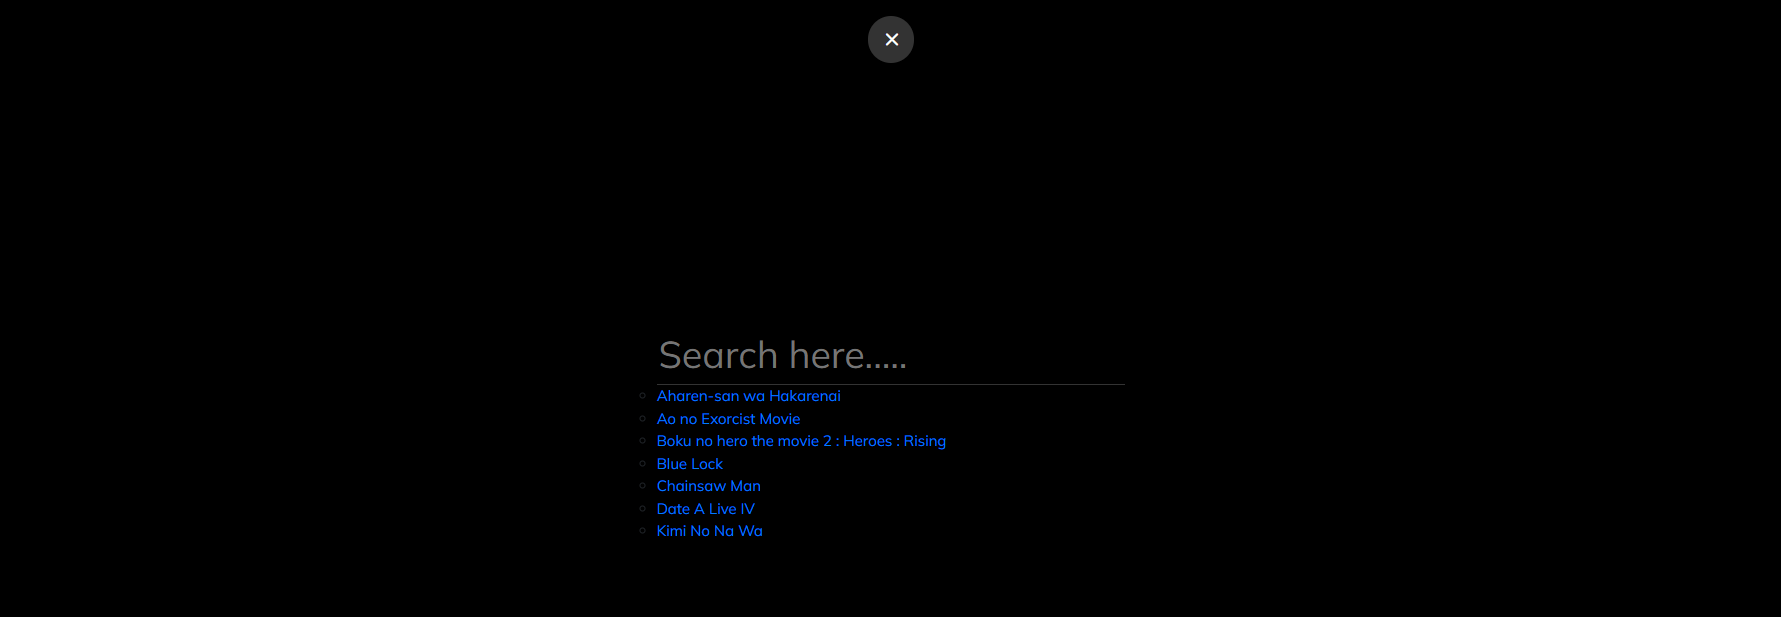 Search here.....
Aharen-san wa Hakarenai
Ao no Exorcist Movie
Boku no hero the movie 2 : Heroes : Rising
Blue Lock
Chainsaw Man
Date A Live IV
Kimi No Na Wa